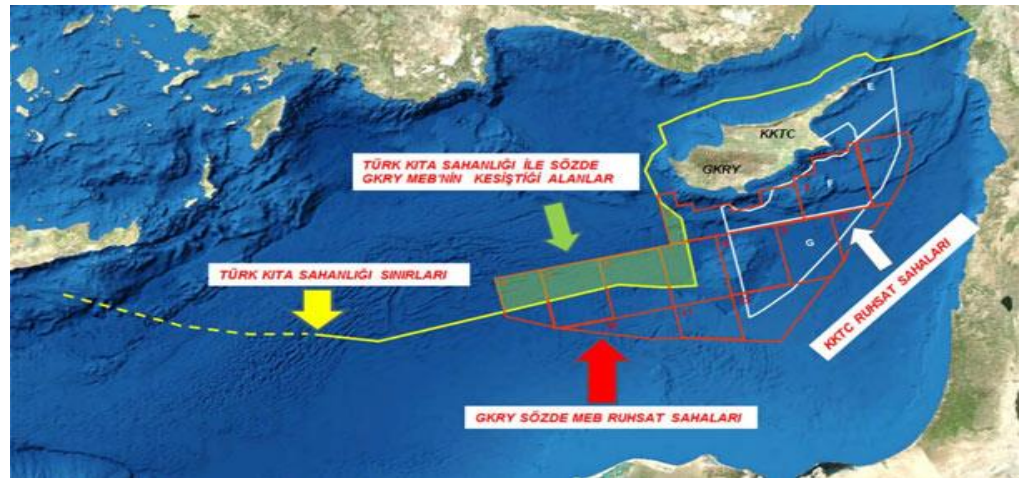 E
KKTC
GKRY
TÜRK KITA SAHANLIĞI İLE SÖZDE
GKRY MEB'NİN KESİŞTİĞİ ALANLAR
F
G
TÜRK KITA SAHANLIĞI SINIRLARI
KKTC RUHSAT SAHALARI
GKRY SÖZDE MEB RUHSAT SAHALARI